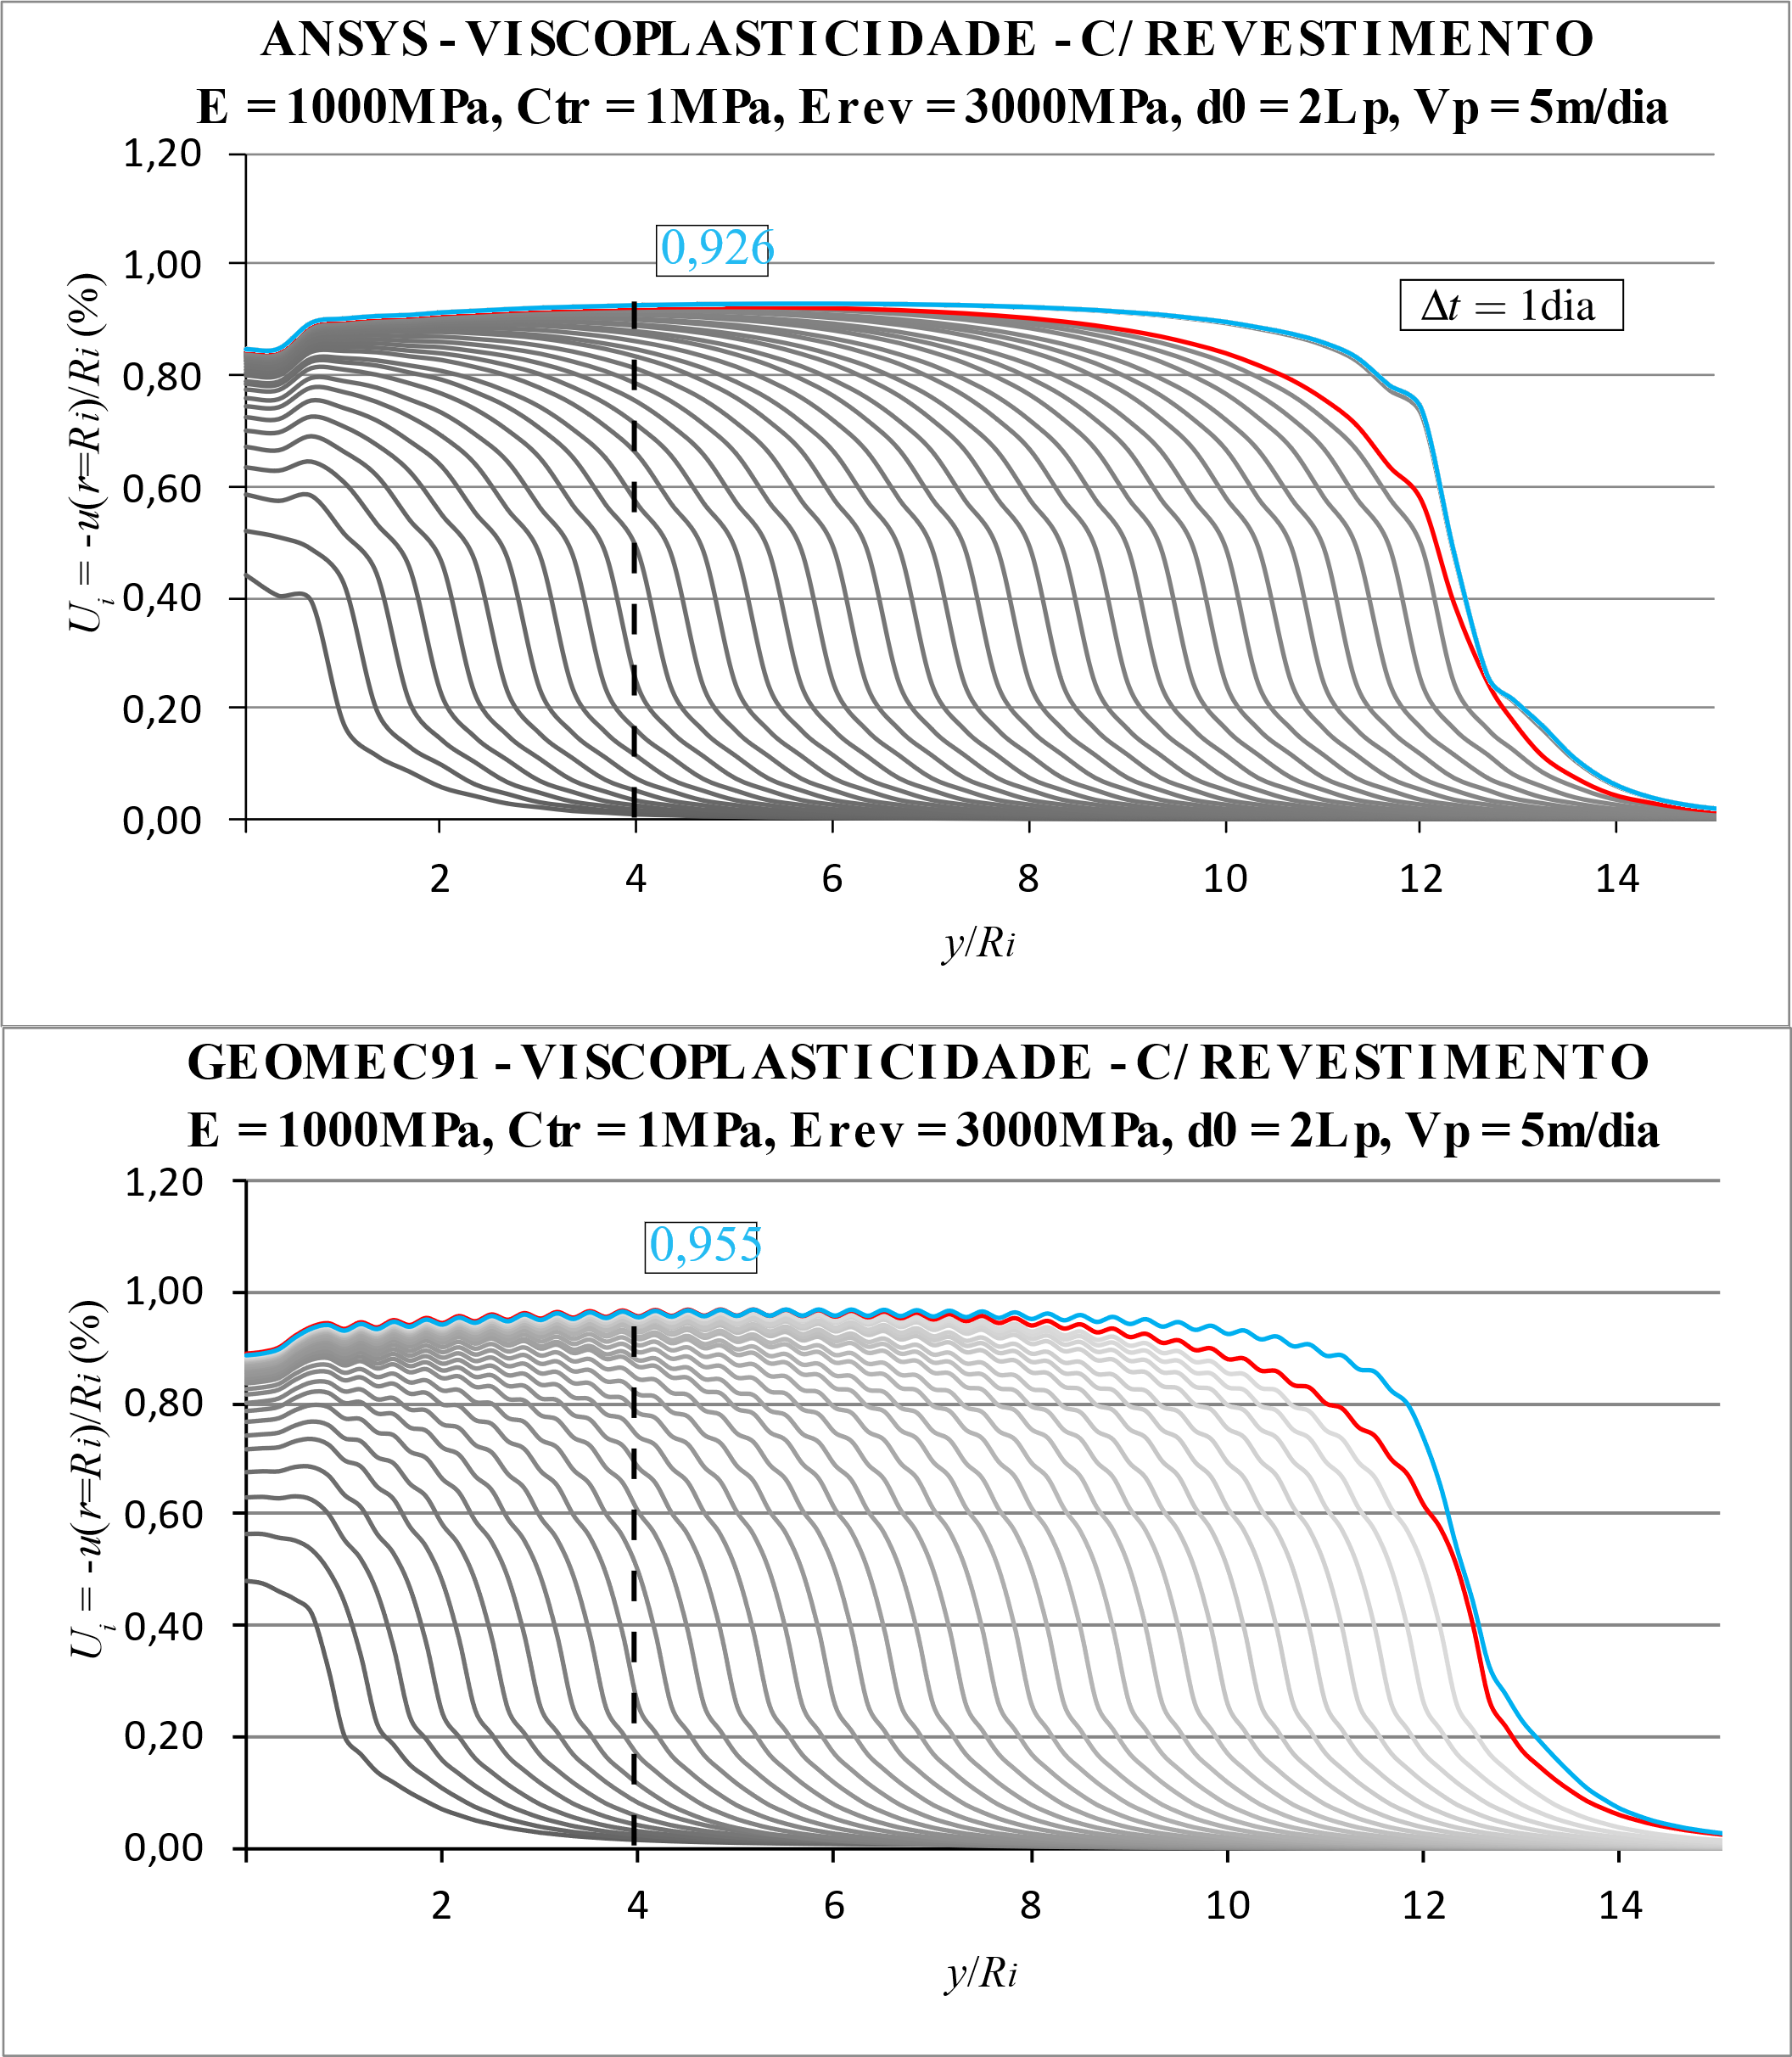 ANSYS - VISCOPLASTICIDADE - C/ REVESTIMENTO
E = 1000MPa, Ctr = 1MPa, Erev = 3000MPa, d0 = 2Lp, Vp = 5m/dia
1,20
1,00
0,80
0,60
0,40
0,20
0,00
U_i = -u(r=Ri)/Ri (%)
0,926
Δt = 1dia
2 4 6 8 10 12 14
y/Ri
GEOMEC91 - VISCOPLASTICIDADE - C/ REVESTIMENTO
E = 1000MPa, Ctr = 1MPa, Erev = 3000MPa, d0 = 2Lp, Vp = 5m/dia
1,20
1,00
0,80
0,60
0,40
0,20
0,00
U_i = -u(r=Ri)/Ri (%)
0,955
2 4 6 8 10 12 14
y/Ri